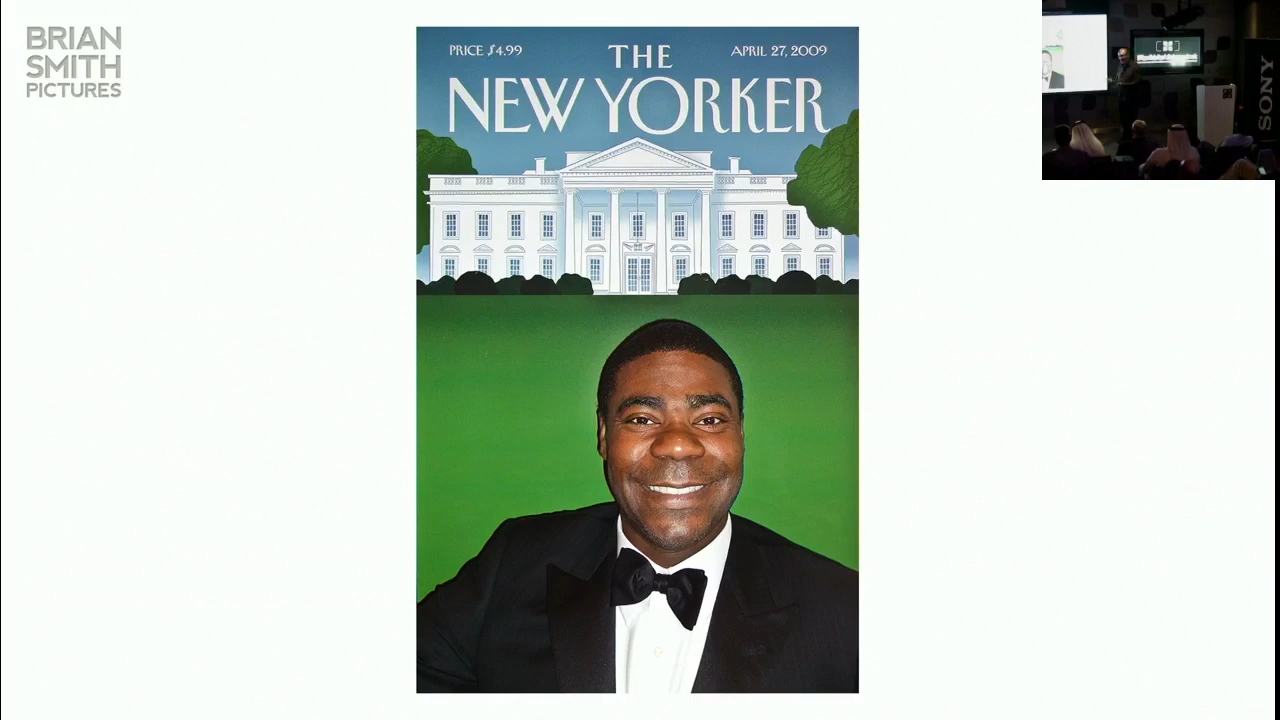 BRIAN
SMITH
PICTURES
PRICE $4.99
THE
APRIL 27, 2009
NEW YORKER
SONY